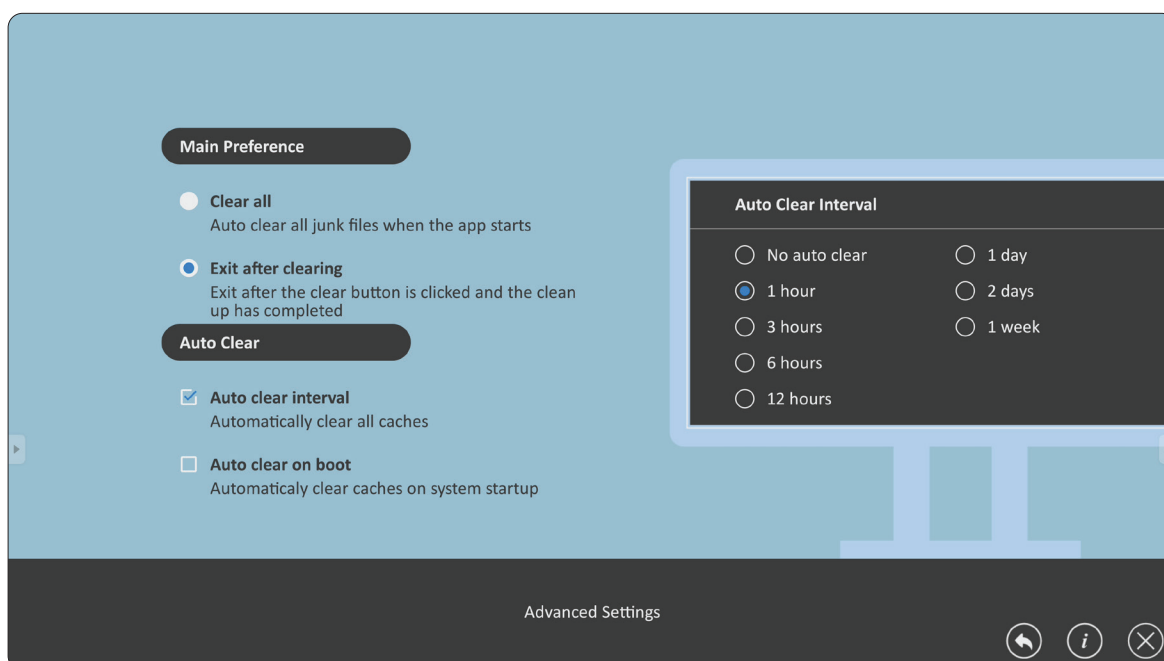 Main Preference
Clear all
Auto clear all junk files when the app starts
Exit after clearing
Exit after the clear button is clicked and the clean
up has completed
Auto Clear
Auto clear interval
Automatically clear all caches
Auto clear on boot
Automaticaly clear caches on system startup
Auto Clear Interval
No auto clear
1 hour
3 hours
6 hours
12 hours
1 day
2 days
1 week
Advanced Settings
i